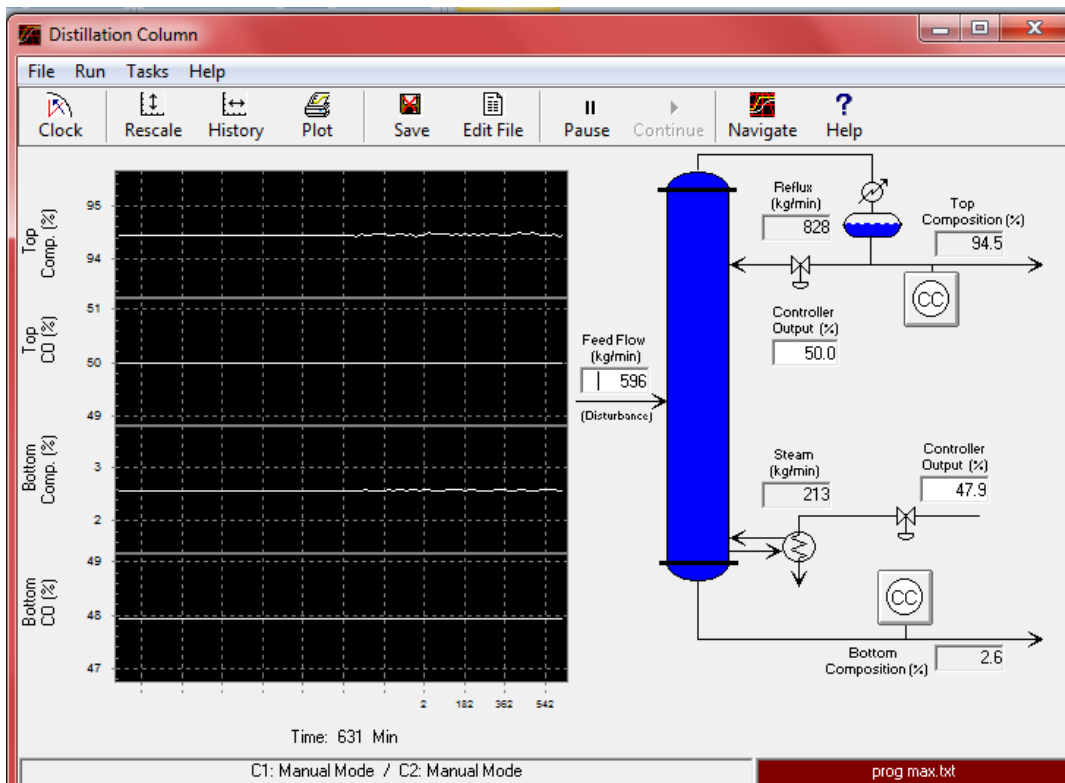 Distillation Column
File Run Tasks Help
Clock Rescale History Plot Save Edit File Pause Continue Navigate Help
Top Comp. (%)
95
94
Top CO (%)
51
50
49
Bottom Comp. (%)
3
2
Bottom CO (%)
49
48
47
2 182 362 542
Time: 631 Min
Reflux
(kg/min)
828
Top
Composition (%)
94.5
CC
Controller
Output (%)
50.0
Feed Flow
(kg/min)
596
(Disturbance)
Steam
(kg/min)
213
Controller
Output (%)
47.9
CC
Bottom
Composition (%)
2.6
C1: Manual Mode / C2: Manual Mode
prog max.txt